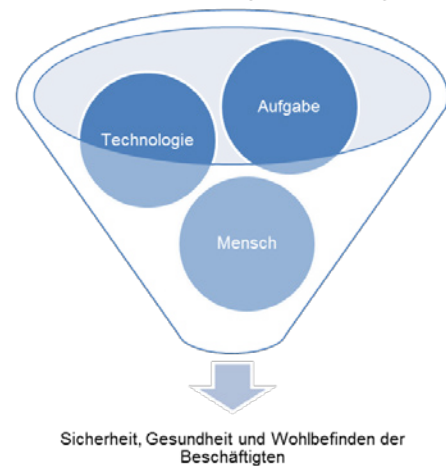 Aufgabe
Technologie
Mensch
Sicherheit, Gesundheit und Wohlbefinden der
Beschäftigten